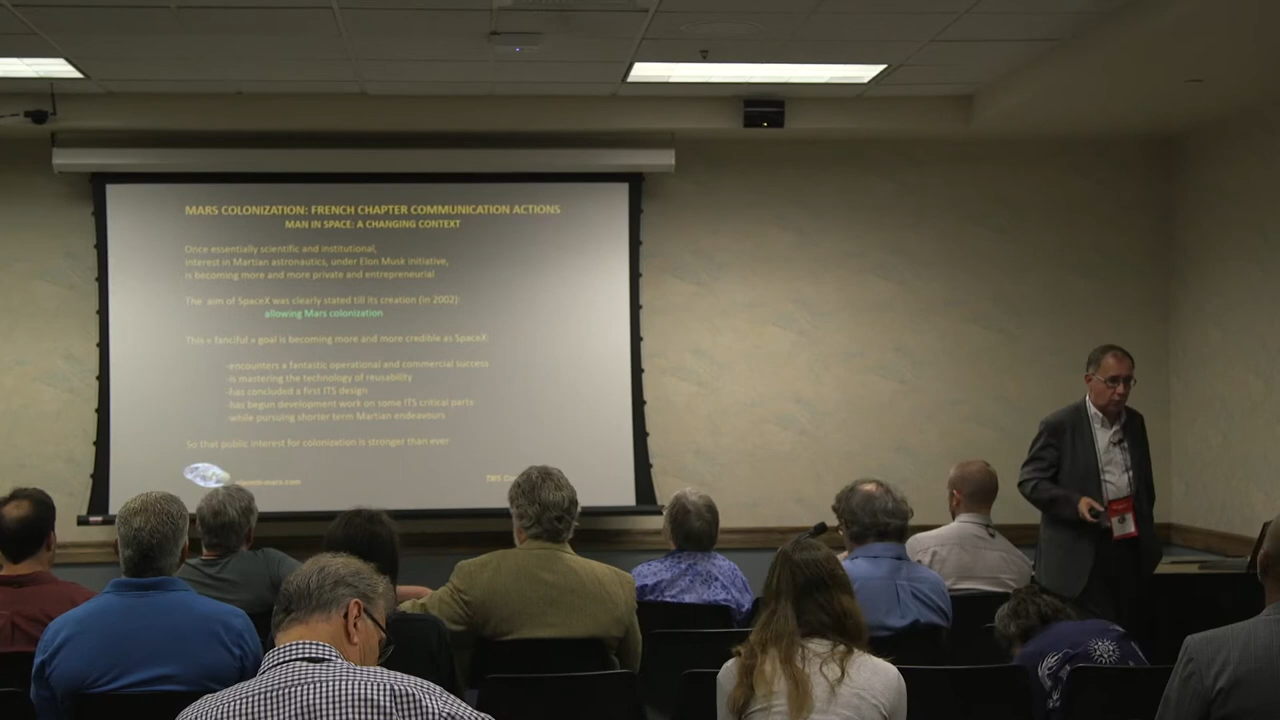 MARS COLONIZATION: FRENCH CHAPTER COMMUNICATION ACTIONS
MAN IN SPACE: A CHANGING CONTEXT
Once essentially scientific and institutional,
interest in Martian astronautics, under Elon Musk initiative,
is becoming more and more private and entrepreneurial
The aim of SpaceX was clearly stated till its creation (in 2002):
allowing Mars colonization
This « fanciful » goal is becoming more and more credible as SpaceX:
-encounters a fantastic operational and commercial success
-is mastering the technology of reusability
-has concluded a first ITS design
-has begun development work on some ITS critical parts
-while pursuing shorter term Martian endeavours
So that public interest for colonization is stronger than ever